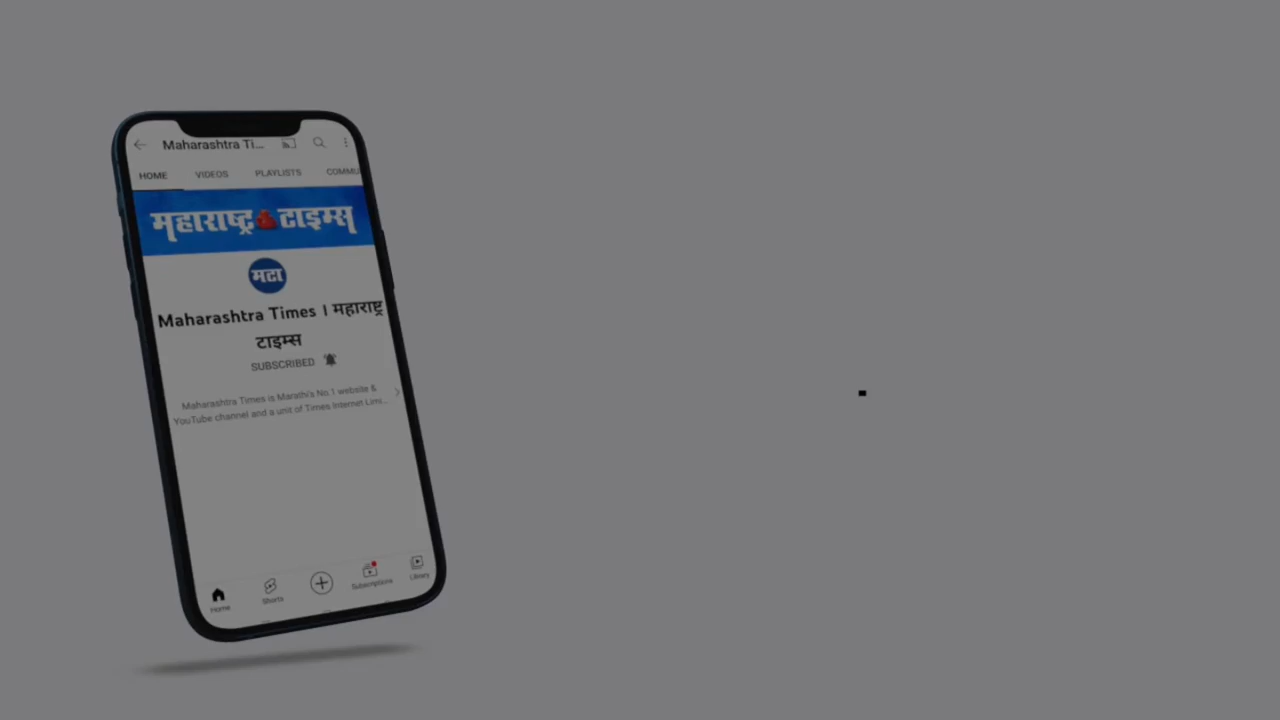 Maharashtra Ti...
HOME VIDEOS PLAYLISTS COMMU
महाराष्ट्र टाइम्स
मटा
Maharashtra Times । महाराष्ट्र
टाइम्स
SUBSCRIBED
Maharashtra Times is Marathi's No.1 website &
YouTube channel and a unit of Times Internet Limi...
Home Shorts Subscriptions Library